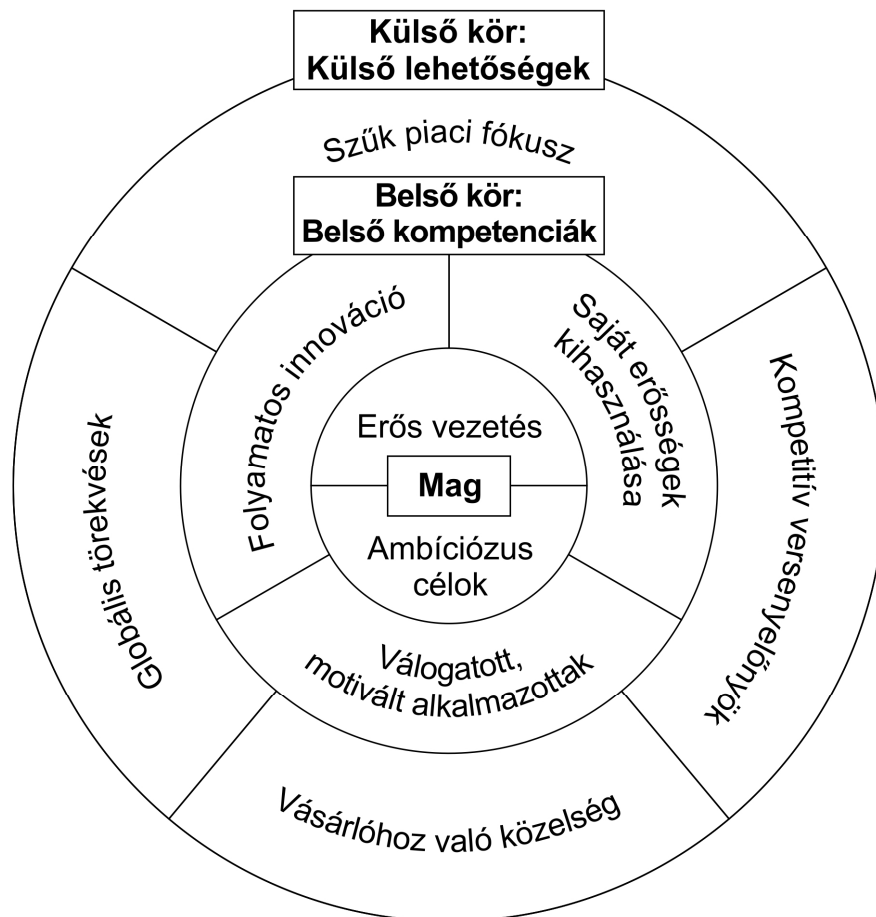 Külső kör:
Külső lehetőségek
Szűk piaci fókusz
Belső kör:
Belső kompetenciák
Folyamatos innováció
Saját erősségek
kihasználása
Globális törekvések
Kompetitív versenyelőnyök
Erős vezetés
Mag
Ambíciózus
célok
Válogatott,
motivált alkalmazottak
Vásárlóhoz való közelség